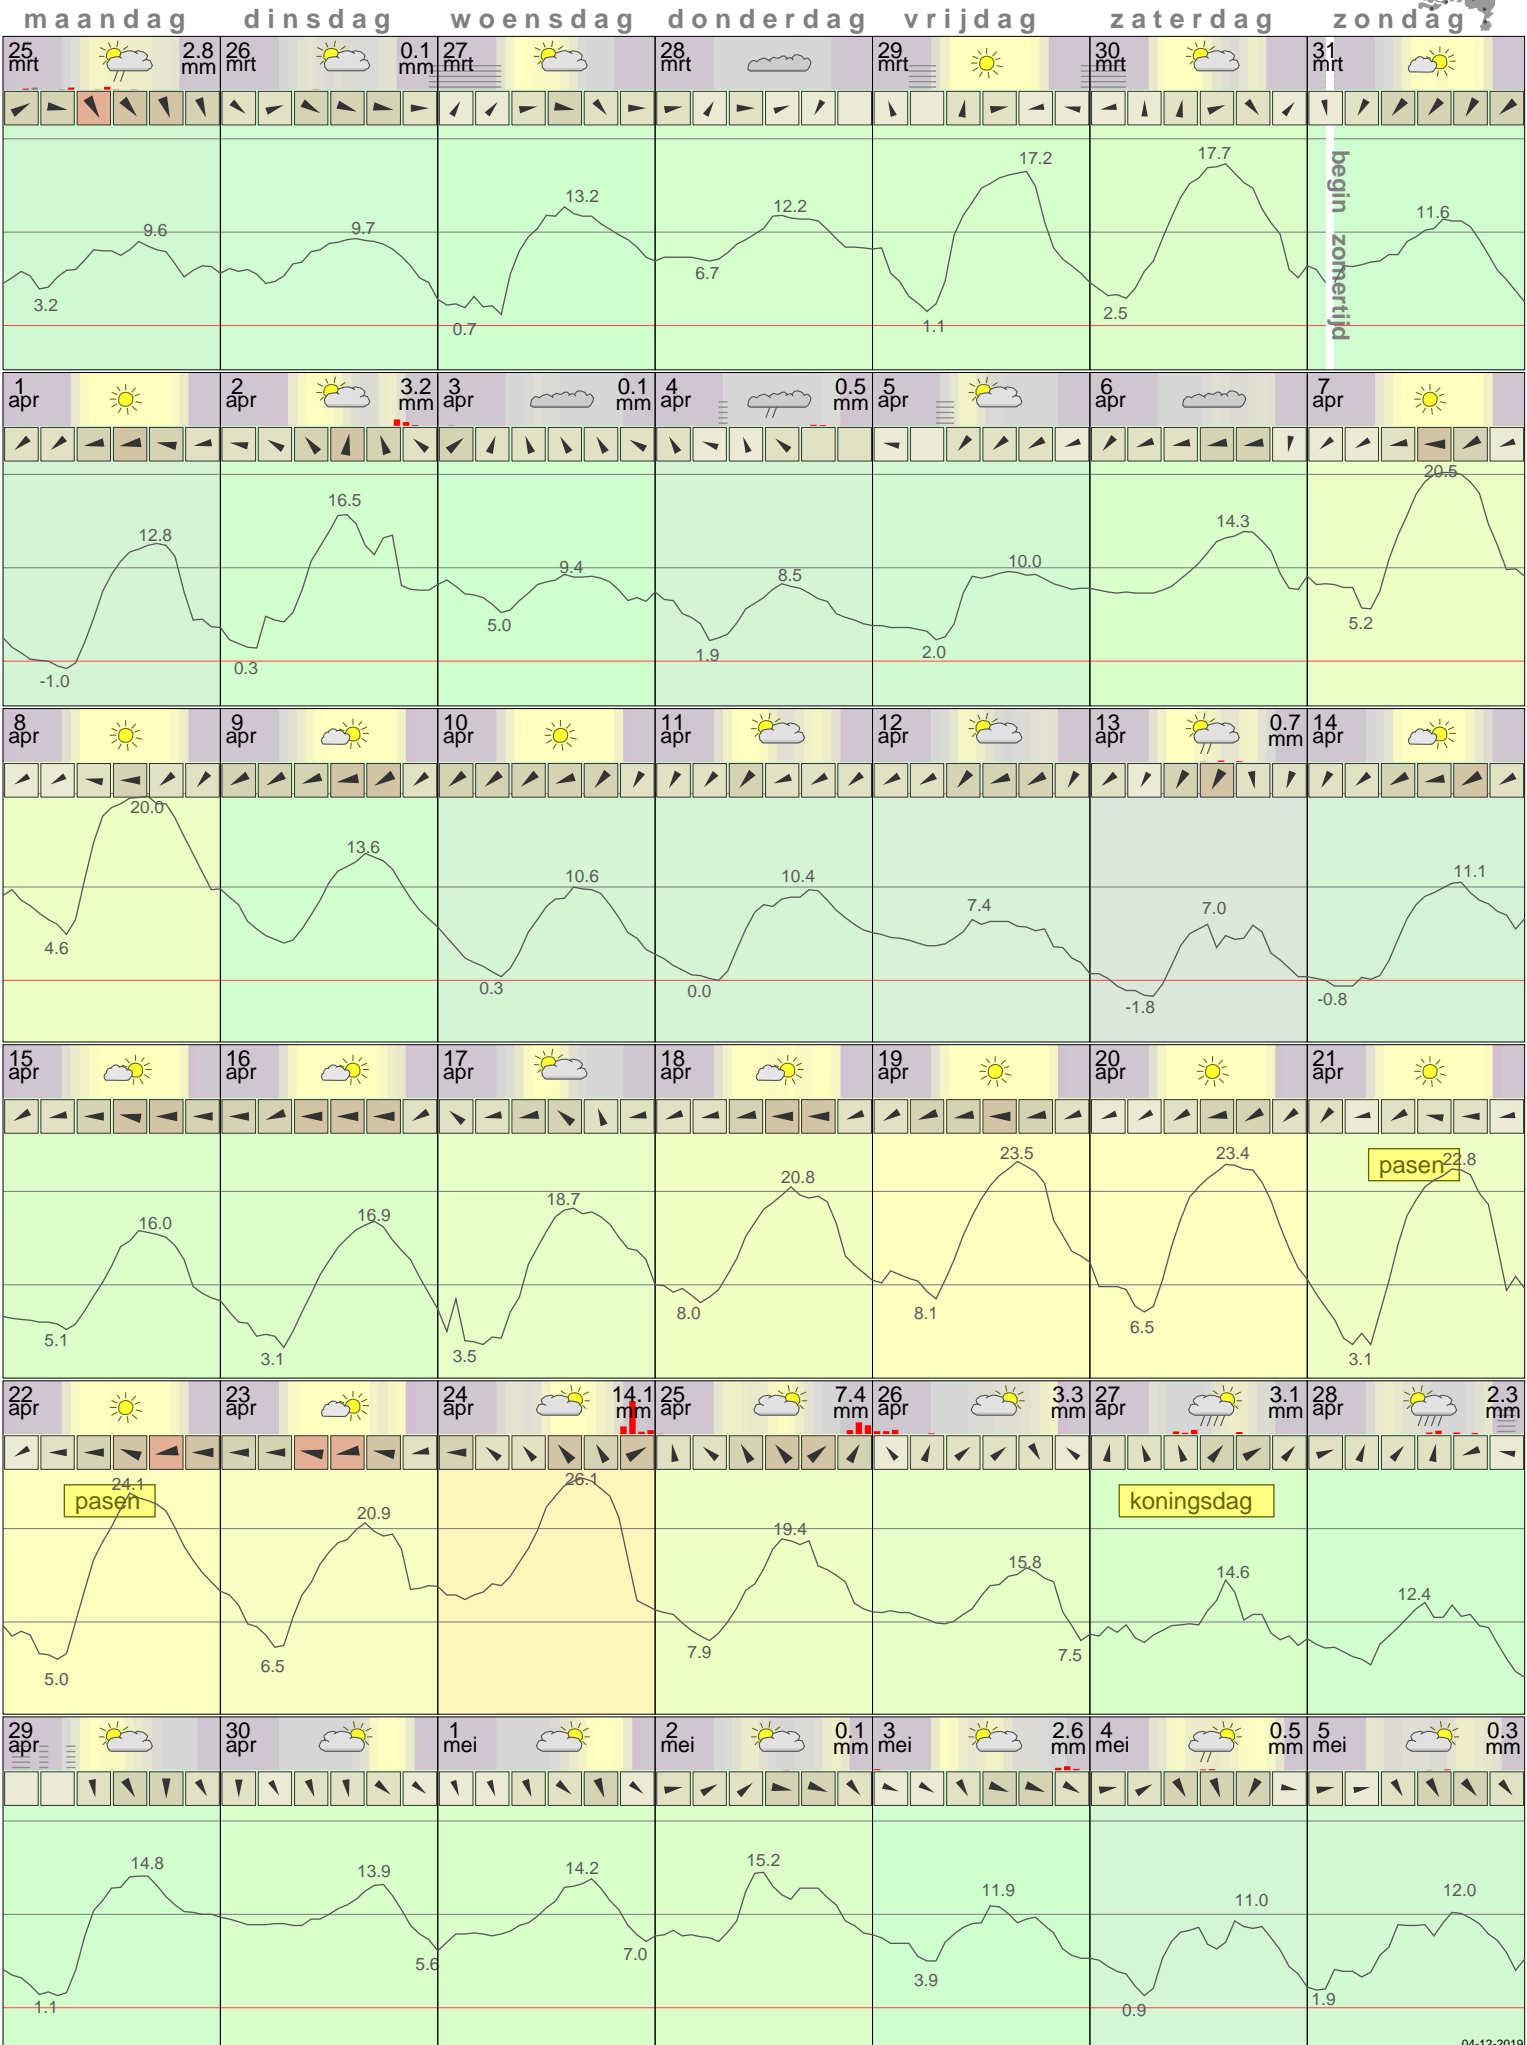 maandag dinsdag woensdag donderdag vrijdag zaterdag zondag
25 mrt 2.8 mm 26 mrt 0.1 mm 27 mrt 28 mrt 29 mrt 30 mrt 31 mrt
begin zomertijd
9.6 3.2 9.7 13.2 0.7 12.2 6.7 17.2 1.1 17.7 2.5 11.6
1 apr 2 apr 3.2 mm 3 apr 0.1 mm 4 apr 0.5 mm 5 apr 6 apr 7 apr
12.8 -1.0 16.5 0.3 9.4 5.0 8.5 1.9 10.0 2.0 14.3 20.5 5.2
8 apr 9 apr 10 apr 11 apr 12 apr 13 apr 0.7 mm 14 apr
20.0 4.6 13.6 10.6 0.3 10.4 0.0 7.4 7.0 -1.8 11.1 -0.8
15 apr 16 apr 17 apr 18 apr 19 apr 20 apr 21 apr
pasen
16.0 5.1 16.9 3.1 18.7 3.5 20.8 8.0 23.5 8.1 23.4 6.5 22.8 3.1
22 apr 23 apr 24 apr 14.1 mm 25 apr 7.4 mm 26 apr 3.3 mm 27 apr 3.1 mm 28 apr 2.3 mm
pasen koningsdag
24.1 5.0 20.9 6.5 26.1 19.4 7.9 15.8 7.5 14.6 12.4
29 apr 30 apr 1 mei 2 mei 0.1 mm 3 mei 2.6 mm 4 mei 0.5 mm 5 mei 0.3 mm
14.8 1.1 13.9 5.6 14.2 7.0 15.2 11.9 3.9 11.0 0.9 12.0 1.9
04-12-2019